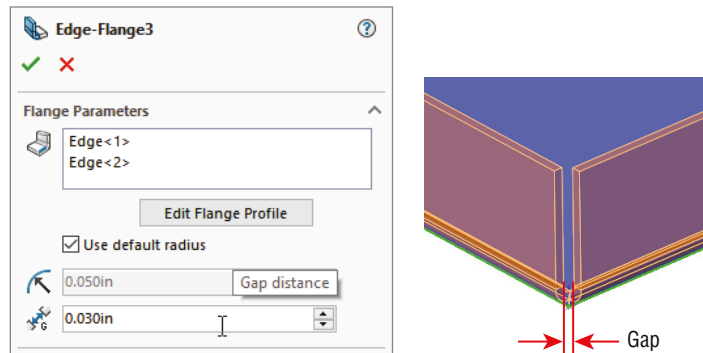 Edge-Flange3
Flange Parameters
Edge<1>
Edge<2>
Edit Flange Profile
Use default radius
0.050in
Gap distance
G
0.030in
Gap